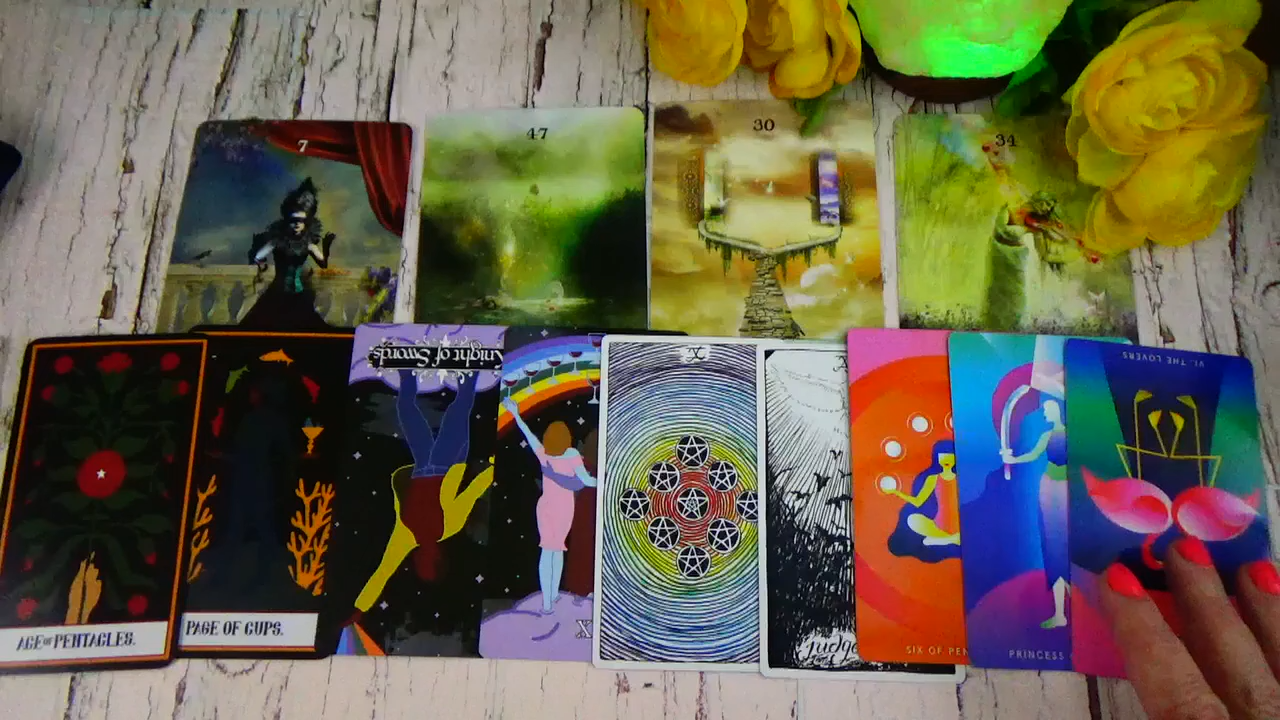 7
47
30
34
Knight of Swords
VI. THE LOVERS
X
X
ACE OF PENTACLES.
PAGE OF CUPS.
Judge
SIX OF PEN
PRINCESS